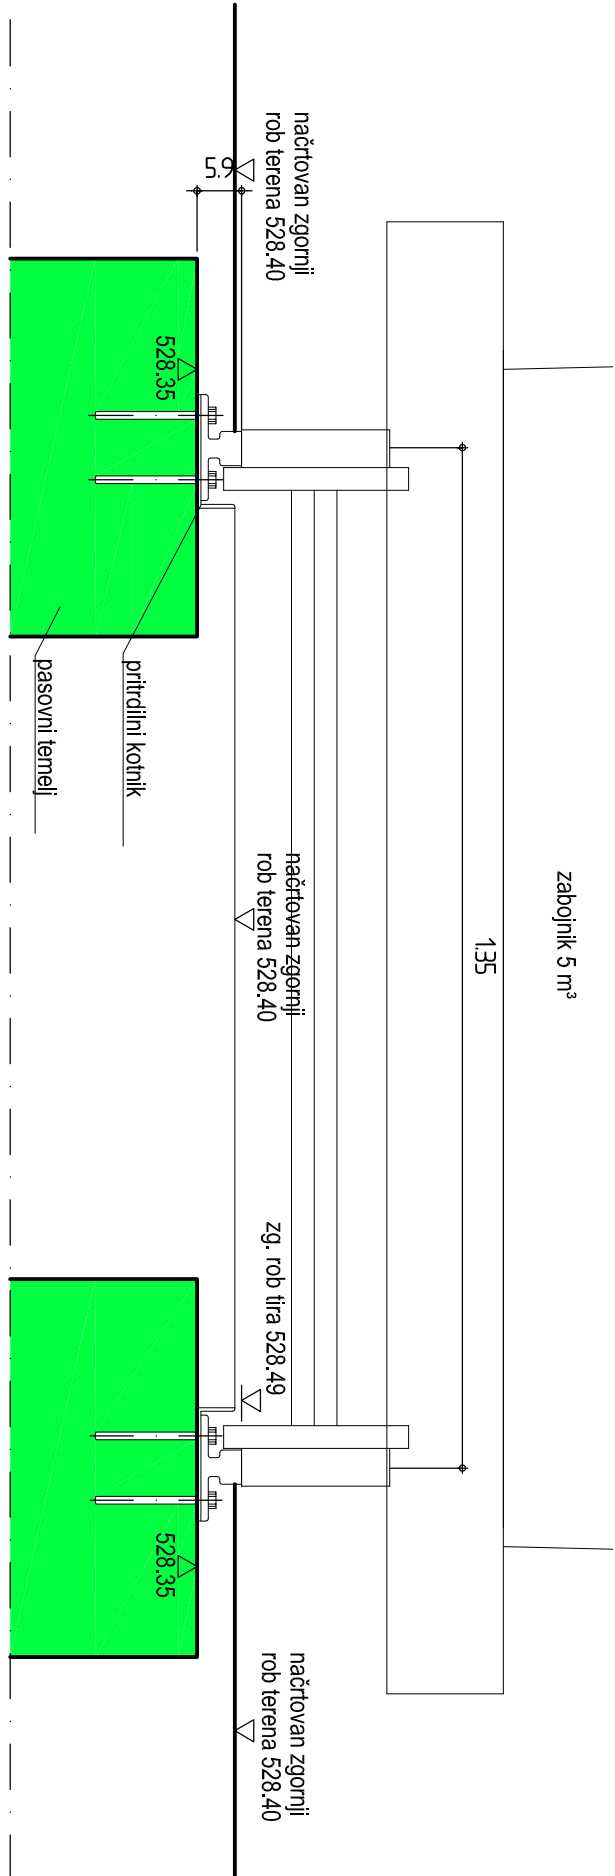 zabojnik 5 m³
1.35
načrtovan zgornji
rob terena 528.40
5.9
528.35
načrtovan zgornji
rob terena 528.40
zg. rob tira 528.49
načrtovan zgornji
rob terena 528.40
528.35
pritrdilni kotnik
pasovni temelj